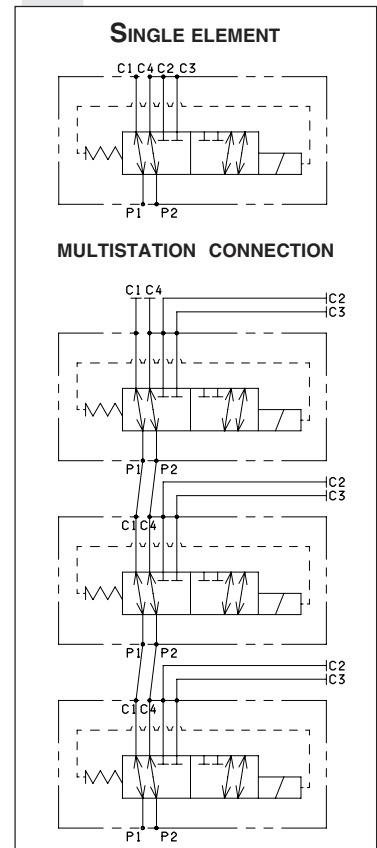 SINGLE ELEMENT
C1 C4 C2 C3
P1 P2
MULTISTATION CONNECTION
C1 C4
C2
C3
P1 P2
C2
C3
C1 C4
P1 P2
C2
C3
C1 C4
P1 P2